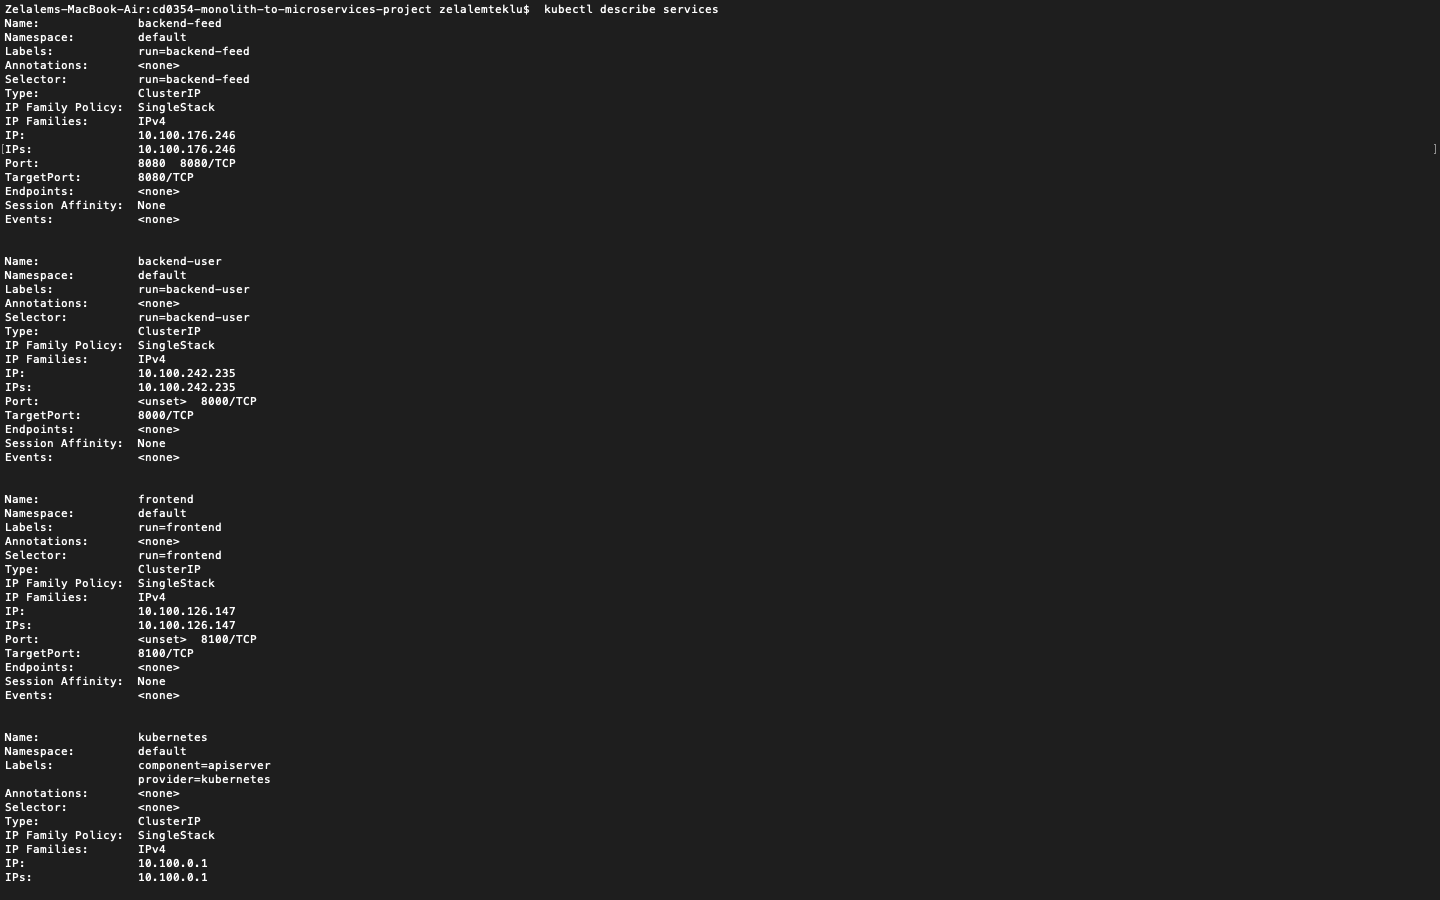 Zelalems-MacBook-Air:cd0354-monolith-to-microservices-project zelalemteklu$  kubectl describe services
Name:              backend-feed
Namespace:         default
Labels:            run=backend-feed
Annotations:       <none>
Selector:          run=backend-feed
Type:              ClusterIP
IP Family Policy:  SingleStack
IP Families:       IPv4
IP:                10.100.176.246
[IPs:               10.100.176.246 ]
Port:              8080  8080/TCP
TargetPort:        8080/TCP
Endpoints:         <none>
Session Affinity:  None
Events:            <none>

Name:              backend-user
Namespace:         default
Labels:            run=backend-user
Annotations:       <none>
Selector:          run=backend-user
Type:              ClusterIP
IP Family Policy:  SingleStack
IP Families:       IPv4
IP:                10.100.242.235
IPs:               10.100.242.235
Port:              <unset>  8000/TCP
TargetPort:        8000/TCP
Endpoints:         <none>
Session Affinity:  None
Events:            <none>

Name:              frontend
Namespace:         default
Labels:            run=frontend
Annotations:       <none>
Selector:          run=frontend
Type:              ClusterIP
IP Family Policy:  SingleStack
IP Families:       IPv4
IP:                10.100.126.147
IPs:               10.100.126.147
Port:              <unset>  8100/TCP
TargetPort:        8100/TCP
Endpoints:         <none>
Session Affinity:  None
Events:            <none>

Name:              kubernetes
Namespace:         default
Labels:            component=apiserver
                   provider=kubernetes
Annotations:       <none>
Selector:          <none>
Type:              ClusterIP
IP Family Policy:  SingleStack
IP Families:       IPv4
IP:                10.100.0.1
IPs:               10.100.0.1